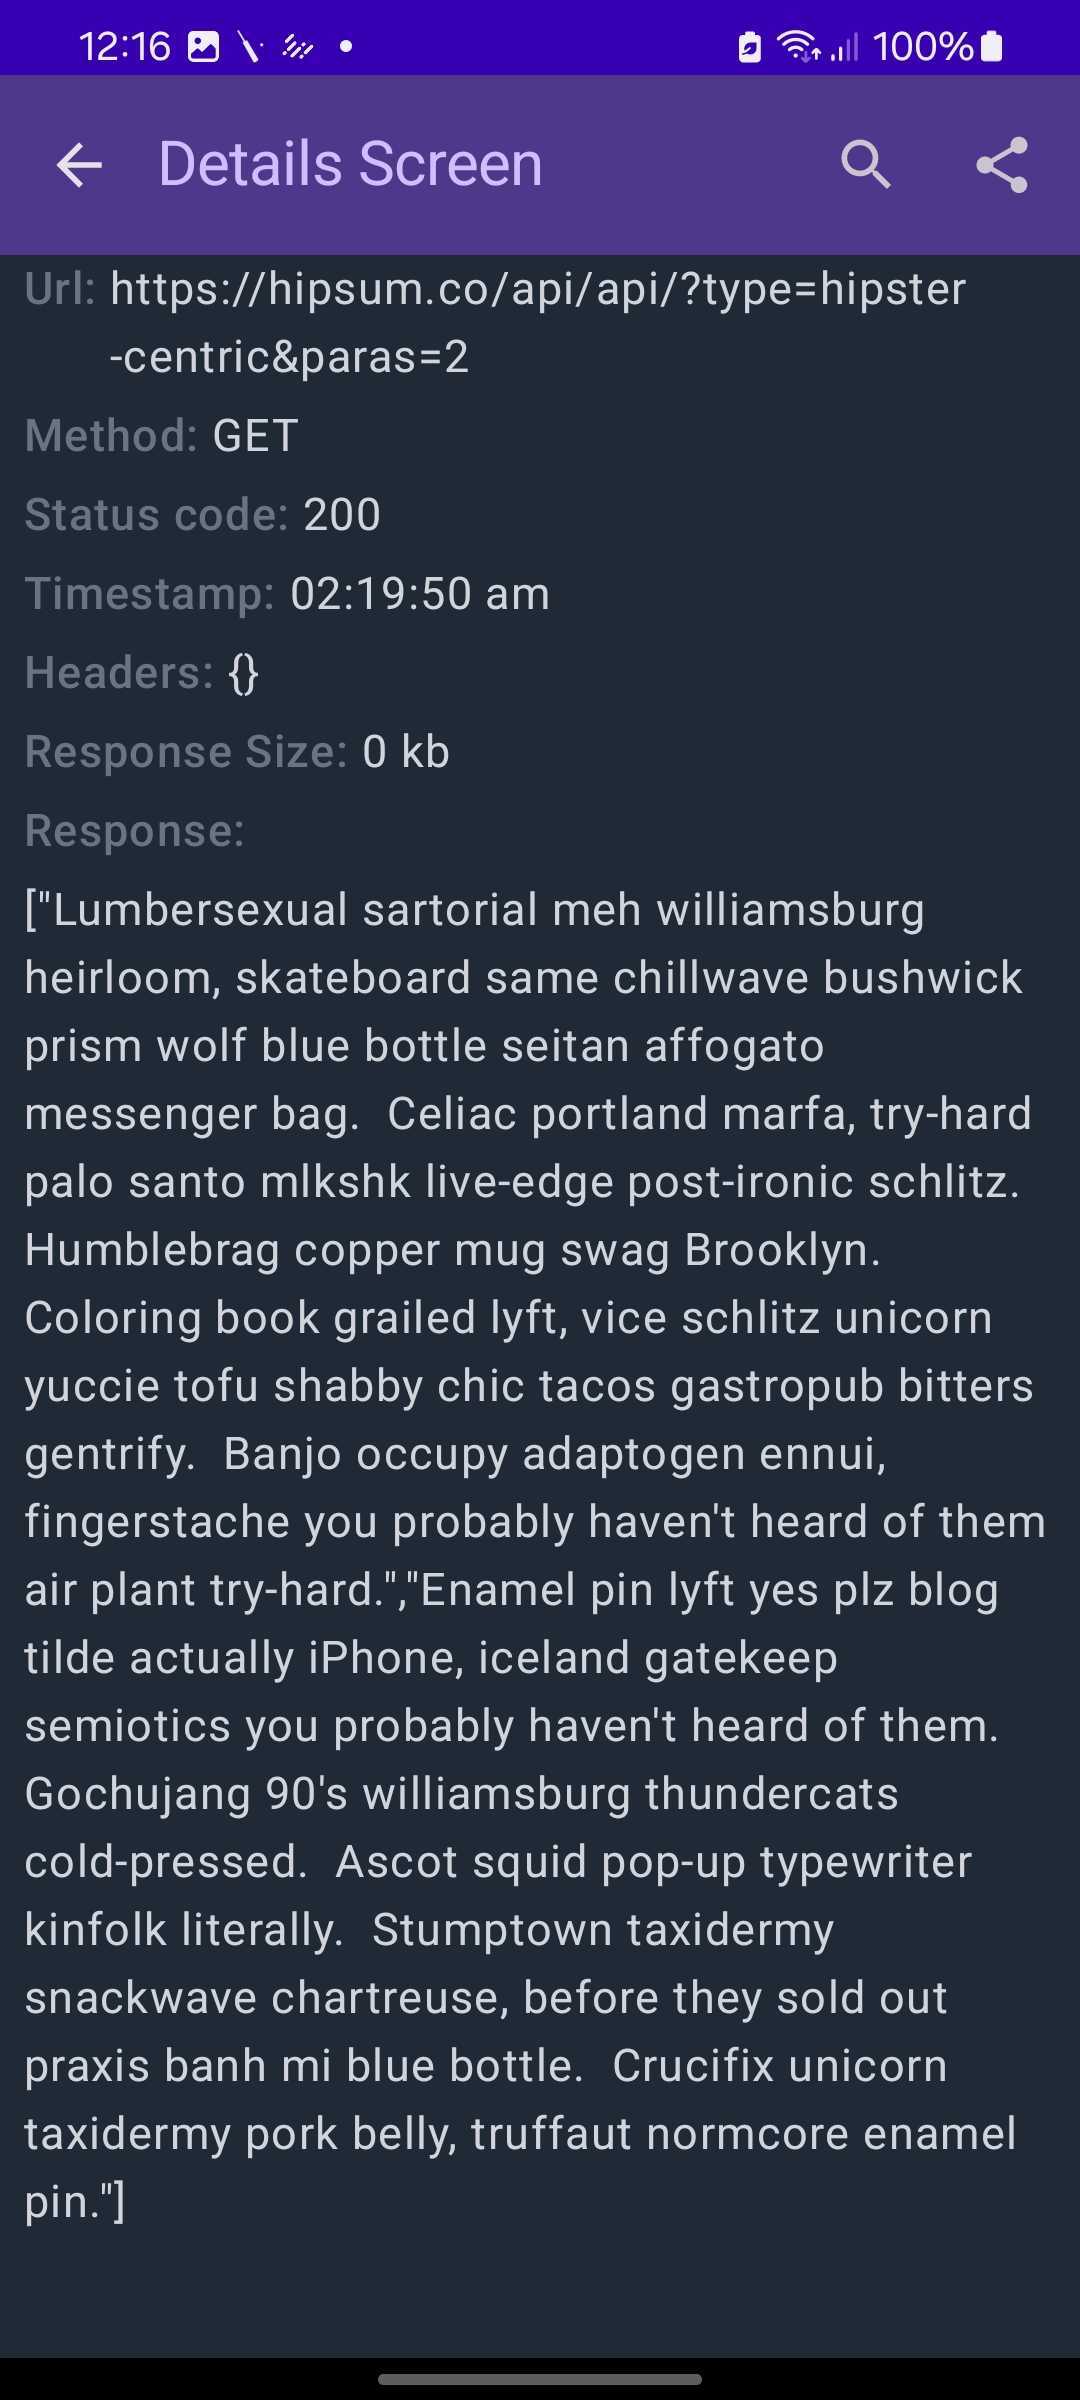 12:16
100%
Details Screen
Url: https://hipsum.co/api/api/?type=hipster
-centric&paras=2
Method: GET
Status code: 200
Timestamp: 02:19:50 am
Headers: {}
Response Size: 0 kb
Response:
["Lumbersexual sartorial meh williamsburg
heirloom, skateboard same chillwave bushwick
prism wolf blue bottle seitan affogato
messenger bag.  Celiac portland marfa, try-hard
palo santo mlkshk live-edge post-ironic schlitz.
Humblebrag copper mug swag Brooklyn.
Coloring book grailed lyft, vice schlitz unicorn
yuccie tofu shabby chic tacos gastropub bitters
gentrify.  Banjo occupy adaptogen ennui,
fingerstache you probably haven't heard of them
air plant try-hard.","Enamel pin lyft yes plz blog
tilde actually iPhone, iceland gatekeep
semiotics you probably haven't heard of them.
Gochujang 90's williamsburg thundercats
cold-pressed.  Ascot squid pop-up typewriter
kinfolk literally.  Stumptown taxidermy
snackwave chartreuse, before they sold out
praxis banh mi blue bottle.  Crucifix unicorn
taxidermy pork belly, truffaut normcore enamel
pin."]